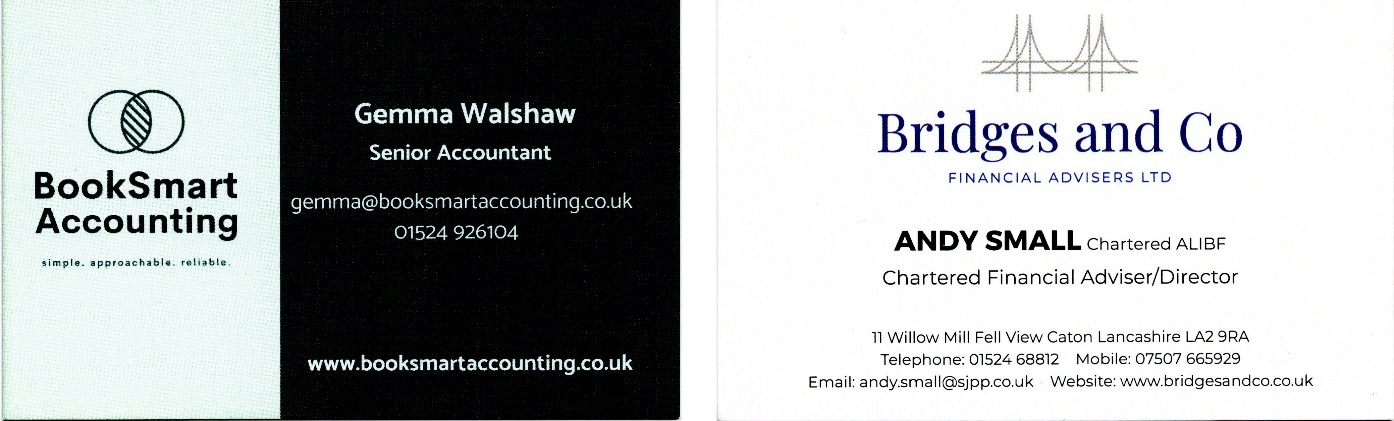 BookSmart
Accounting
simple. approachable. reliable.
Gemma Walshaw
Senior Accountant
gemma@booksmartaccounting.co.uk
01524 926104
www.booksmartaccounting.co.uk
Bridges and Co
FINANCIAL ADVISERS LTD
ANDY SMALL Chartered ALIBF
Chartered Financial Adviser/Director
11 Willow Mill Fell View Caton Lancashire LA2 9RA
Telephone: 01524 68812 Mobile: 07507 665929
Email: andy.small@sjpp.co.uk Website: www.bridgesandco.co.uk